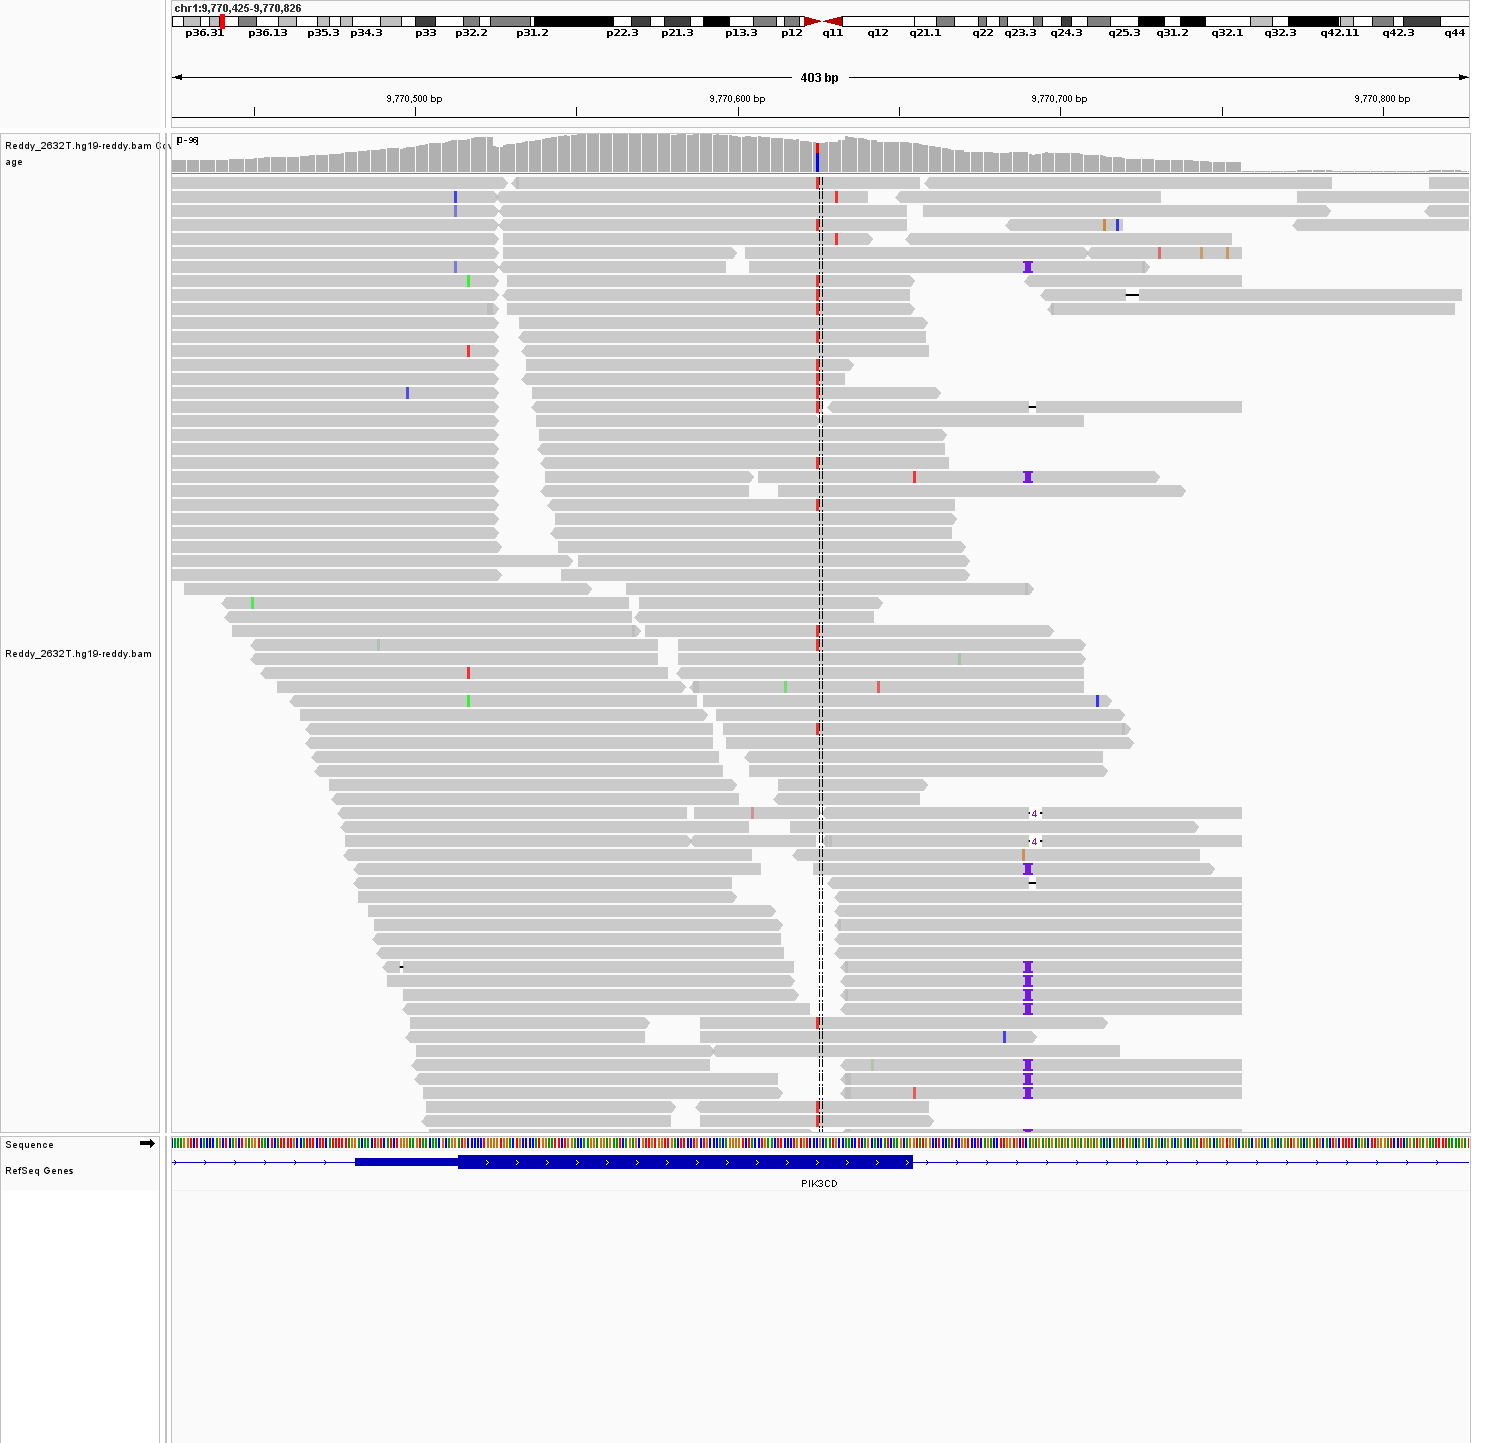 chr1:9,770,425-9,770,826
p36.31 p36.13 p35.3 p34.3 p33 p32.2 p31.2 p22.3 p21.3 p13.3 p12 q11 q12 q21.1 q22 q23.3 q24.3 q25.3 q31.2 q32.1 q32.3 q42.11 q42.3 q44
403 bp
9,770,500 bp 9,770,600 bp 9,770,700 bp 9,770,800 bp
Reddy_2632T.hg19-reddy.bam Cov
age
[0-96]
4
4
Reddy_2632T.hg19-reddy.bam
Sequence
RefSeq Genes
PIK3CD